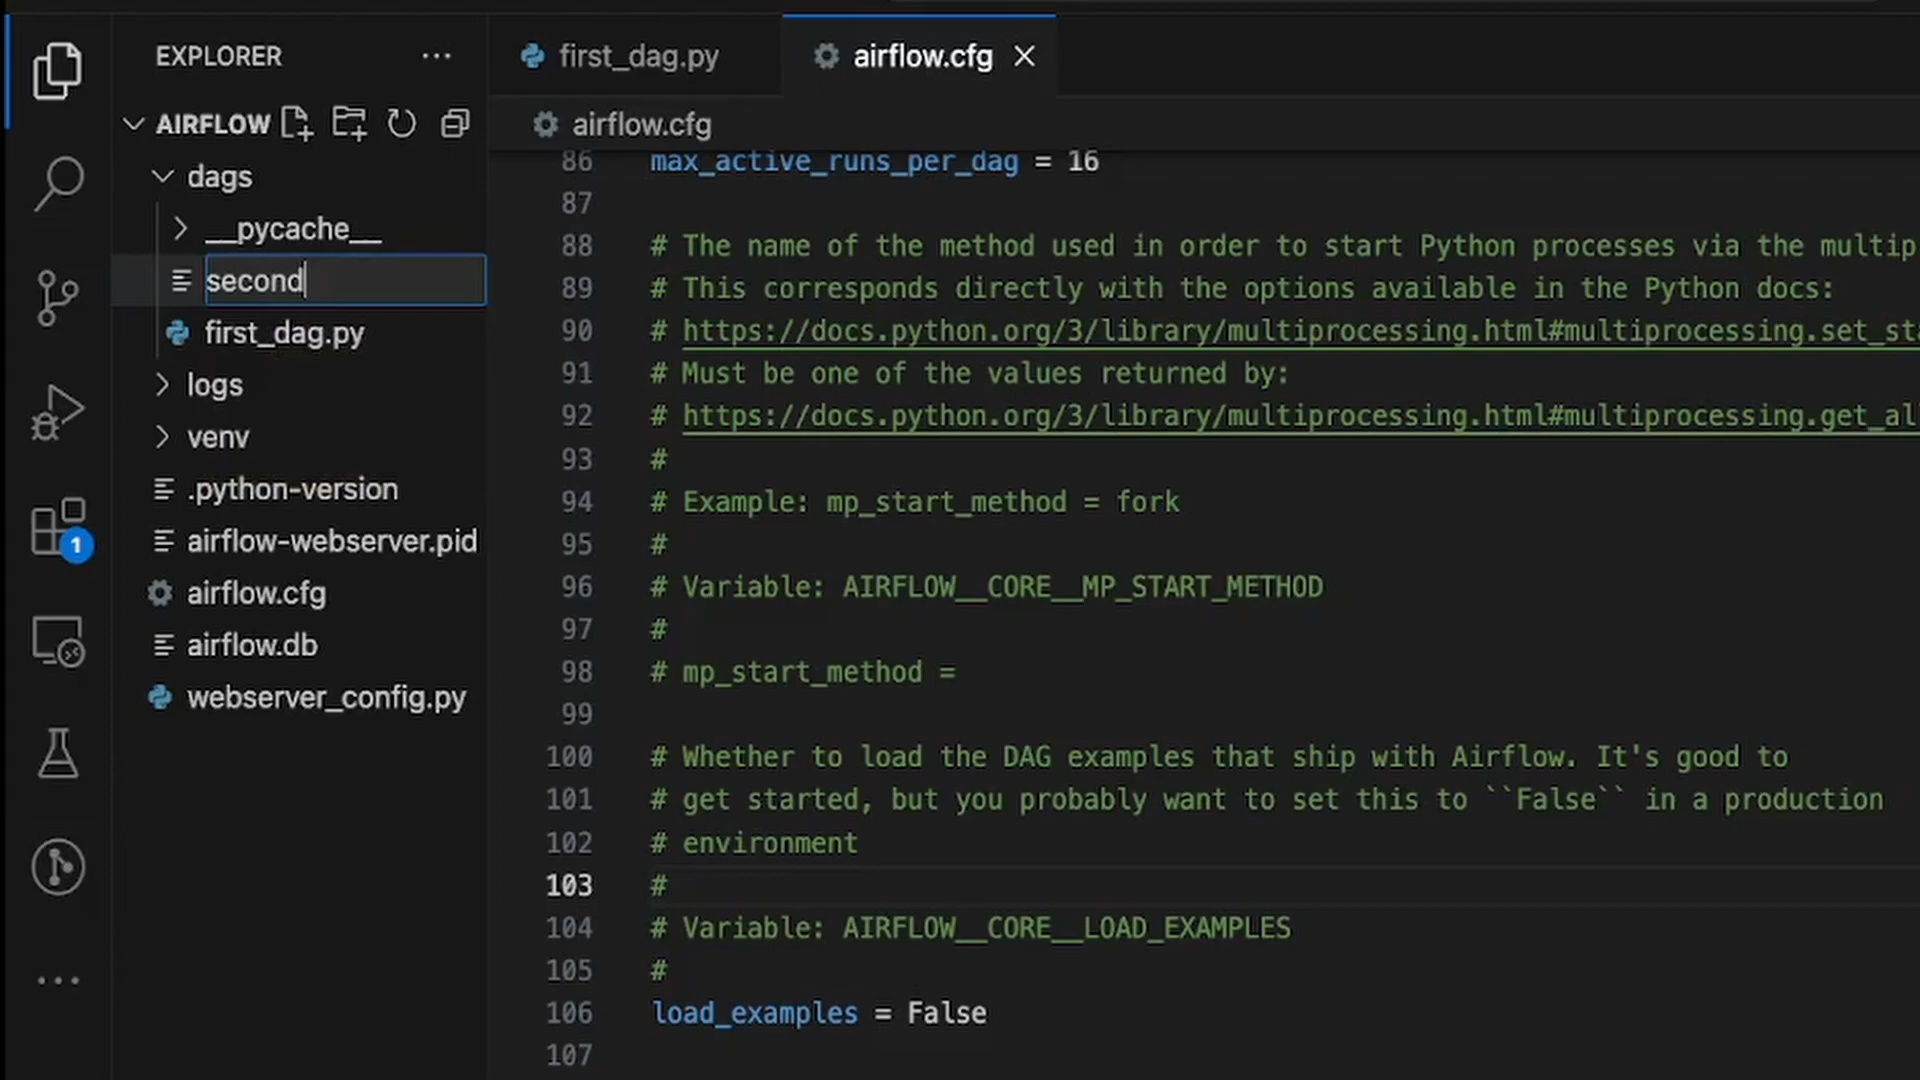 EXPLORER
AIRFLOW
dags
__pycache__
second
first_dag.py
logs
venv
.python-version
airflow-webserver.pid
airflow.cfg
airflow.db
webserver_config.py
1
first_dag.py
airflow.cfg
airflow.cfg
86 max_active_runs_per_dag = 16
87
88 # The name of the method used in order to start Python processes via the multip
89 # This corresponds directly with the options available in the Python docs:
90 # https://docs.python.org/3/library/multiprocessing.html#multiprocessing.set_sta
91 # Must be one of the values returned by:
92 # https://docs.python.org/3/library/multiprocessing.html#multiprocessing.get_al
93 #
94 # Example: mp_start_method = fork
95 #
96 # Variable: AIRFLOW__CORE__MP_START_METHOD
97 #
98 # mp_start_method =
99
100 # Whether to load the DAG examples that ship with Airflow. It's good to
101 # get started, but you probably want to set this to ``False`` in a production
102 # environment
103 #
104 # Variable: AIRFLOW__CORE__LOAD_EXAMPLES
105 #
106 load_examples = False
107